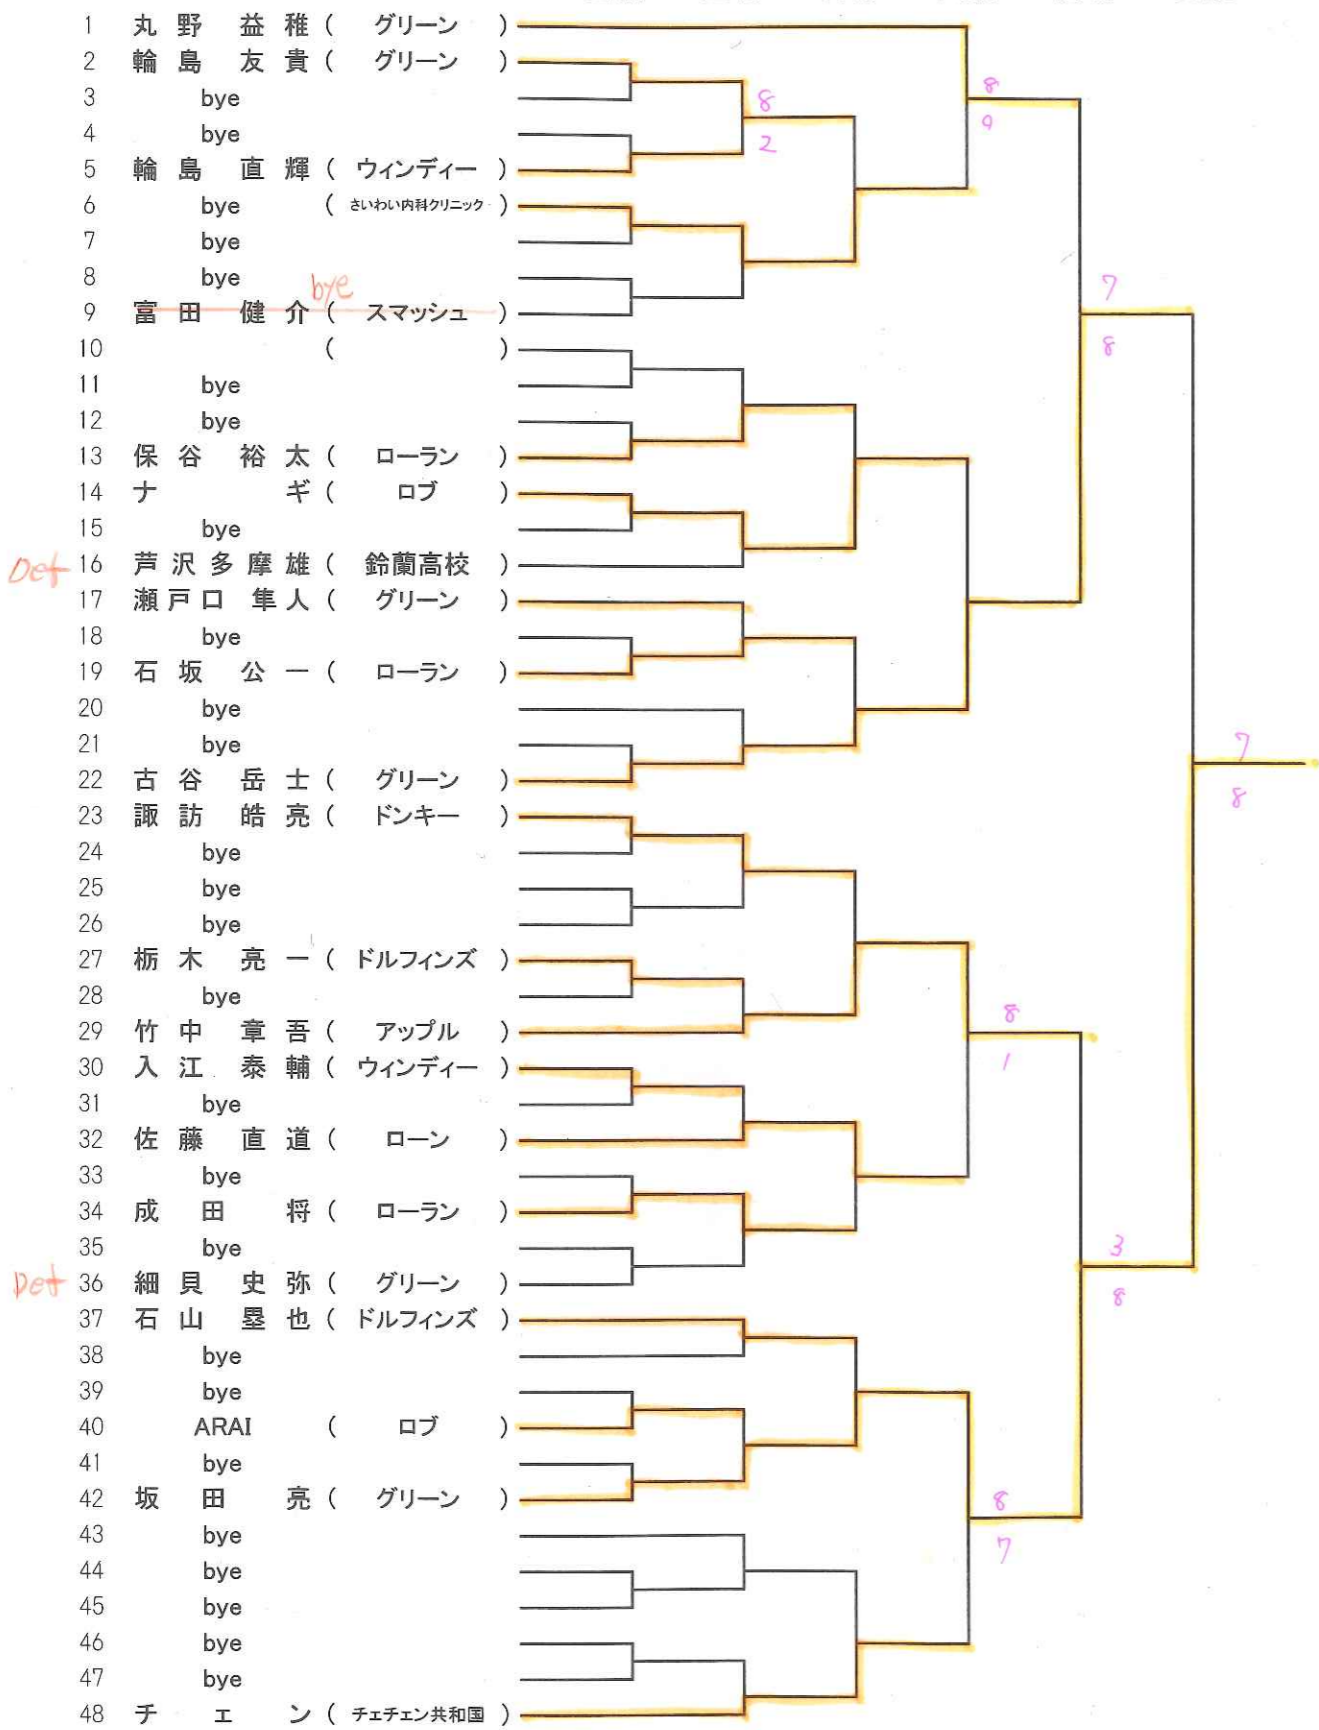 1 丸野 益稚 ( グリーン )
2 輪島 友貴 ( グリーン )
3 bye
8
4 bye
2
5 輪島 直輝 ( ウィンディー )
6 bye ( さいわい内科クリニック )
7 bye
8 bye
bye
9 富田 健介 ( スマッシュ )
10 ( )
11 bye
12 bye
13 保谷 裕太 ( ローラン )
14 ナギ ( ロブ )
15 bye
Def 16 芦沢多摩雄 ( 鈴蘭高校 )
17 瀬戸口 隼人 ( グリーン )
18 bye
19 石坂 公一 ( ローラン )
20 bye
21 bye
22 古谷 岳士 ( グリーン )
23 諏訪 皓亮 ( ドンキー )
24 bye
25 bye
26 bye
27 栃木 亮一 ( ドルフィンズ )
28 bye
29 竹中 章吾 ( アップル )
30 入江 泰輔 ( ウィンディー )
31 bye
32 佐藤 直道 ( ローン )
33 bye
34 成田 将 ( ローラン )
35 bye
Def 36 細貝 史弥 ( グリーン )
37 石山 塁也 ( ドルフィンズ )
38 bye
39 bye
40 ARAI ( ロブ )
41 bye
42 坂田 亮 ( グリーン )
43 bye
44 bye
45 bye
46 bye
47 bye
48 チェン ( チェチェン共和国 )
8
9
8
1
8
7
7
8
3
8
7
8